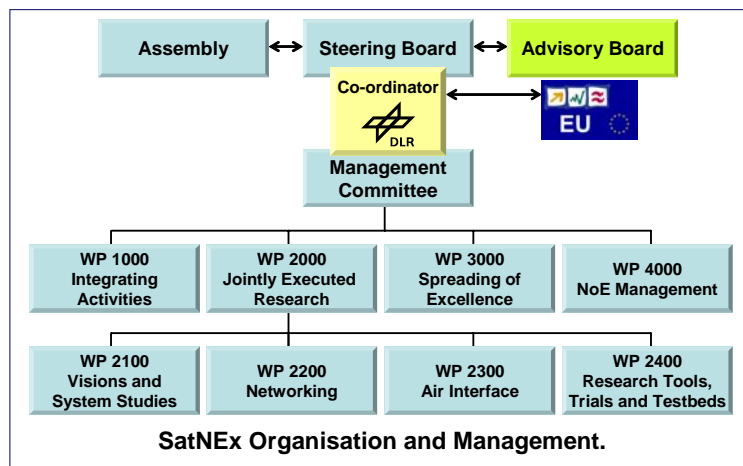 Assembly
Steering Board
Advisory Board
Co-ordinator
DLR
EU
Management
Committee
WP 1000
Integrating
Activities
WP 2000
Jointly Executed
Research
WP 3000
Spreading of
Excellence
WP 4000
NoE Management
WP 2100
Visions and
System Studies
WP 2200
Networking
WP 2300
Air Interface
WP 2400
Research Tools,
Trials and Testbeds
SatNEx Organisation and Management.